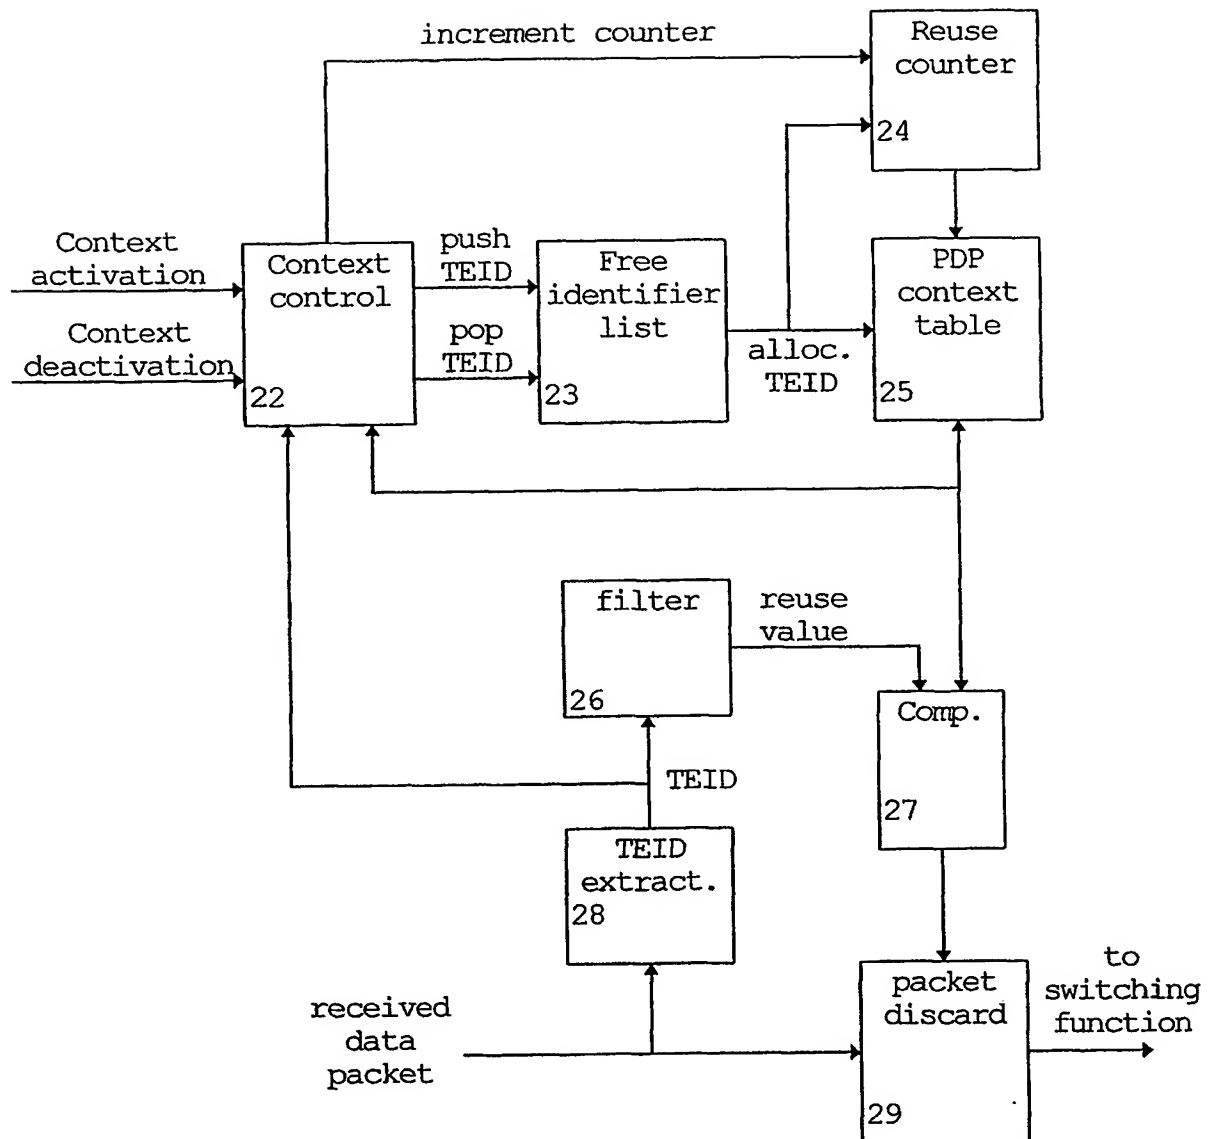 increment counter
Reuse
counter
24
Context
activation
Context
deactivation
Context
control
22
push
TEID
pop
TEID
Free
identifier
list
23
alloc.
TEID
PDP
context
table
25
filter
26
reuse
value
Comp.
27
TEID
TEID
extract.
28
received
data
packet
packet
discard
29
to
switching
function